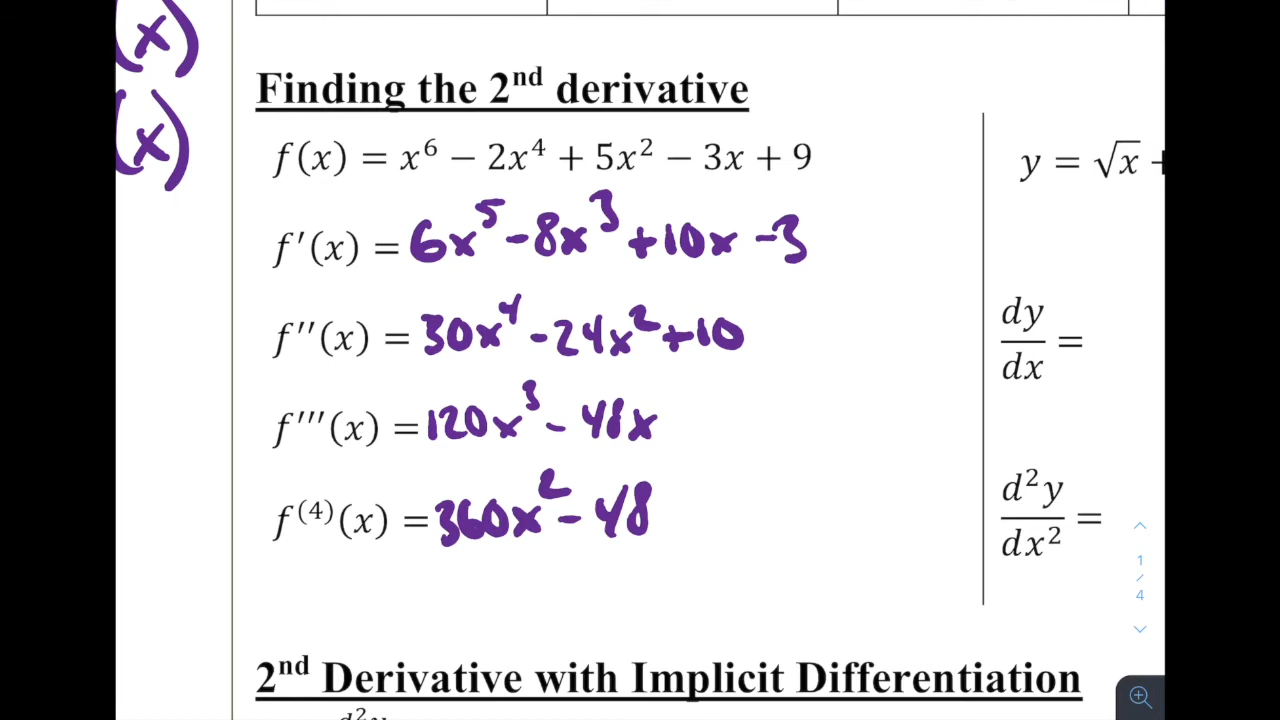 (x)
(x)
Finding the 2nd derivative
f(x) = x⁶ − 2x⁴ + 5x² − 3x + 9
f′(x) = 6x⁵ − 8x³ + 10x − 3
f′′(x) = 30x⁴ − 24x² + 10
f′′′(x) = 120x³ − 48x
f⁽⁴⁾(x) = 360x² − 48
y = √x +
dy/dx =
d²y/dx² =
1
/
4
2nd Derivative with Implicit Differentiation